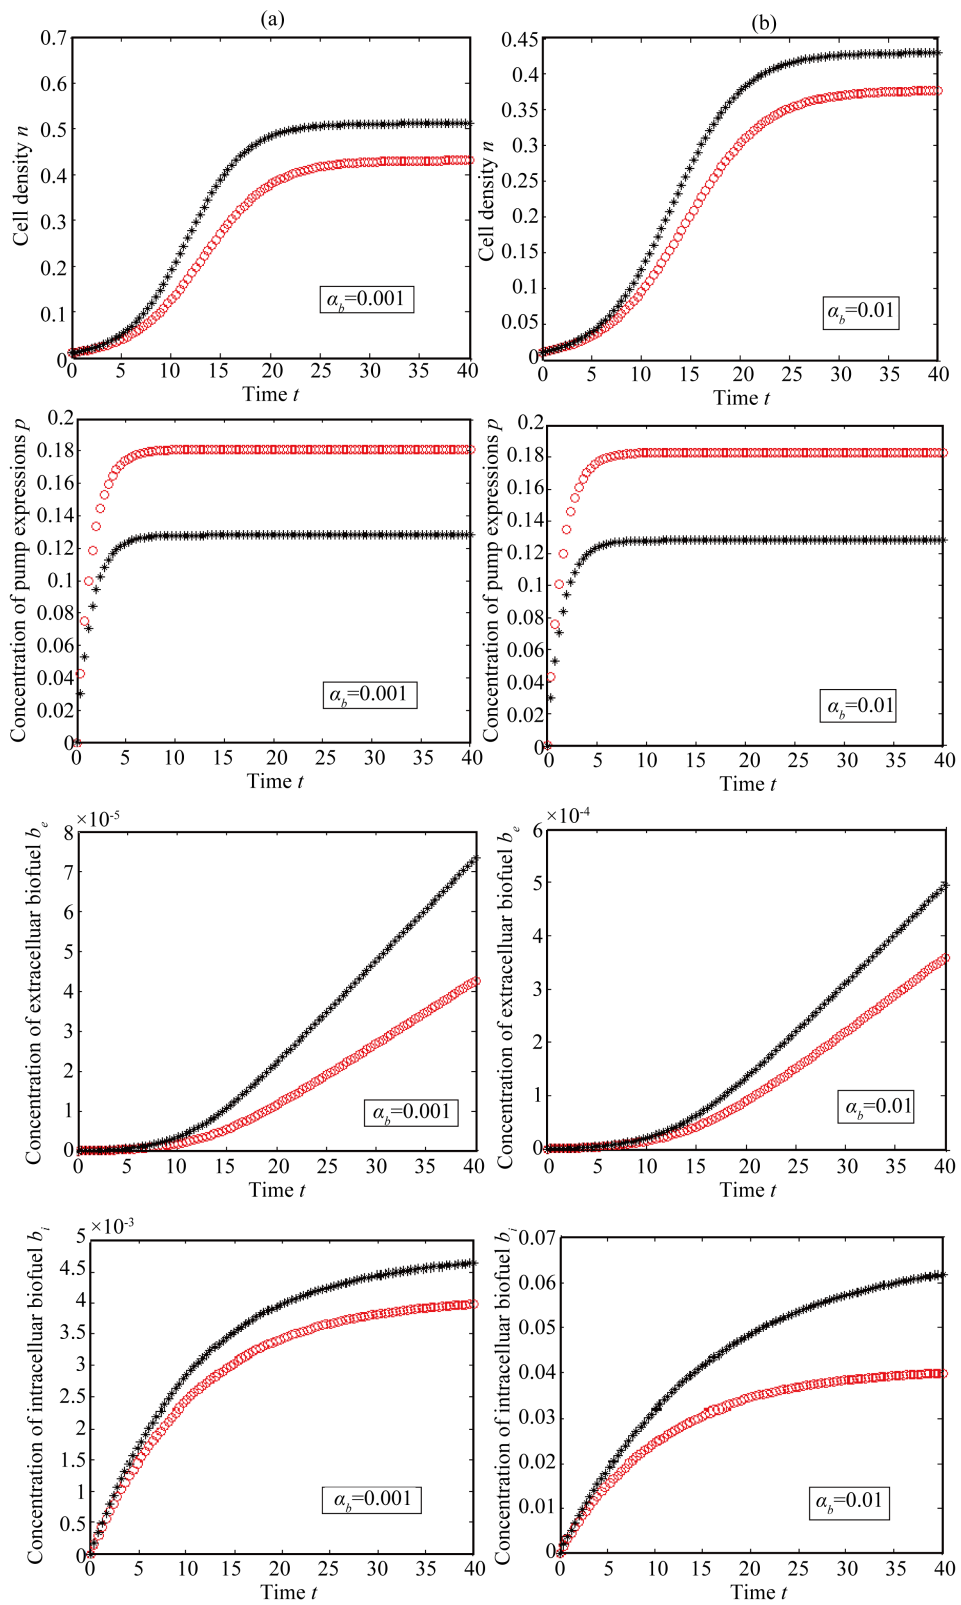 (a)
(b)
0.7
0.6
0.5
0.4
0.3
0.2
0.1
0
0 5 10 15 20 25 30 35 40
Cell density n
Time t
α_b=0.001
0.45
0.4
0.35
0.3
0.25
0.2
0.15
0.1
0.05
0
0 5 10 15 20 25 30 35 40
Cell density n
Time t
α_b=0.01
0.2
0.18
0.16
0.14
0.12
0.1
0.08
0.06
0.04
0.02
0
0 5 10 15 20 25 30 35 40
Concentration of pump expressions p
Time t
α_b=0.001
0.2
0.18
0.16
0.14
0.12
0.1
0.08
0.06
0.04
0.02
0
0 5 10 15 20 25 30 35 40
Concentration of pump expressions p
Time t
α_b=0.01
×10-5
8
7
6
5
4
3
2
1
0
0 5 10 15 20 25 30 35 40
Concentration of extracelluar biofuel b_e
Time t
α_b=0.001
×10-4
6
5
4
3
2
1
0
0 5 10 15 20 25 30 35 40
Concentration of extracelluar biofuel b_e
Time t
α_b=0.01
×10-3
5
4.5
4
3.5
3
2.5
2
1.5
1
0.5
0
0 5 10 15 20 25 30 35 40
Concentration of intracelluar biofuel b_i
Time t
α_b=0.001
0.07
0.06
0.05
0.04
0.03
0.02
0.01
0
0 5 10 15 20 25 30 35 40
Concentration of intracelluar biofuel b_i
Time t
α_b=0.01